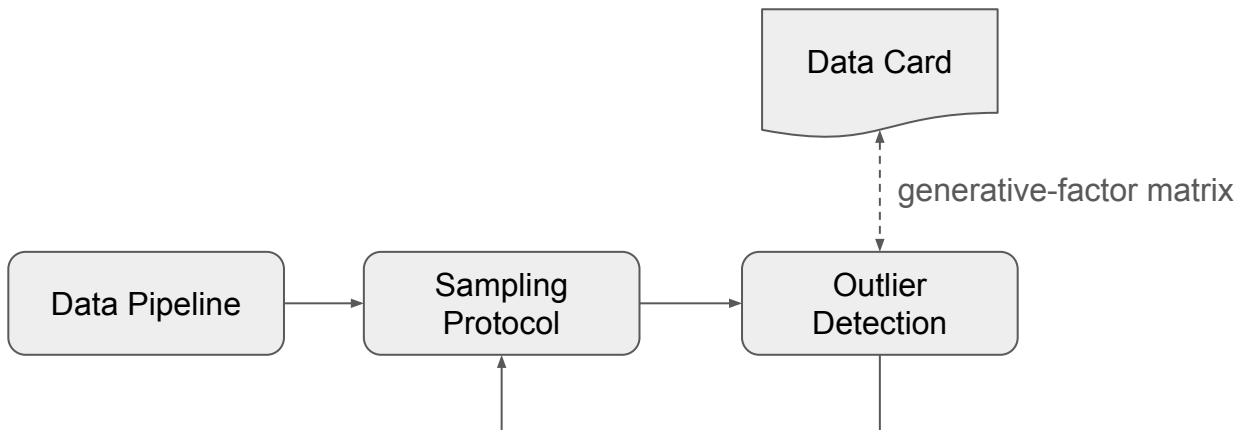 Data Card
generative-factor matrix
Data Pipeline
Sampling
Protocol
Outlier
Detection